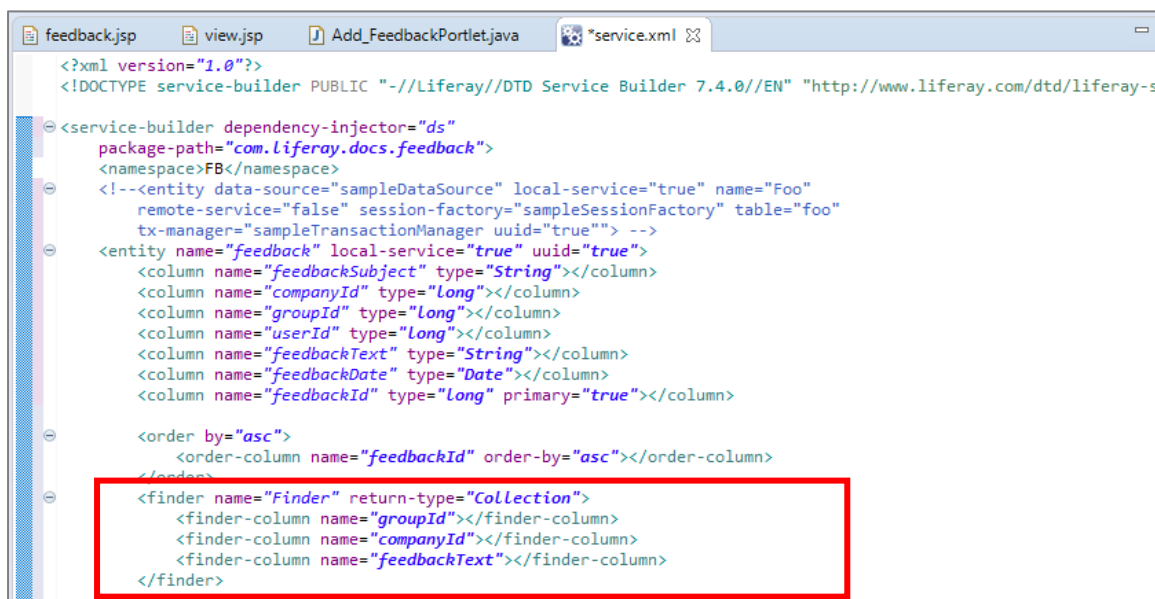 feedback.jsp view.jsp Add_FeedbackPortlet.java *service.xml
<?xml version="1.0"?>
<!DOCTYPE service-builder PUBLIC "-//Liferay//DTD Service Builder 7.4.0//EN" "http://www.liferay.com/dtd/liferay-s
<service-builder dependency-injector="ds"
package-path="com.liferay.docs.feedback">
<namespace>FB</namespace>
<!--<entity data-source="sampleDataSource" local-service="true" name="Foo"
remote-service="false" session-factory="sampleSessionFactory" table="foo"
tx-manager="sampleTransactionManager uuid="true""> -->
<entity name="feedback" local-service="true" uuid="true">
<column name="feedbackSubject" type="String"></column>
<column name="companyId" type="long"></column>
<column name="groupId" type="long"></column>
<column name="userId" type="long"></column>
<column name="feedbackText" type="String"></column>
<column name="feedbackDate" type="Date"></column>
<column name="feedbackId" type="long" primary="true"></column>
<order by="asc">
<order-column name="feedbackId" order-by="asc"></order-column>
</order>
<finder name="Finder" return-type="Collection">
<finder-column name="groupId"></finder-column>
<finder-column name="companyId"></finder-column>
<finder-column name="feedbackText"></finder-column>
</finder>